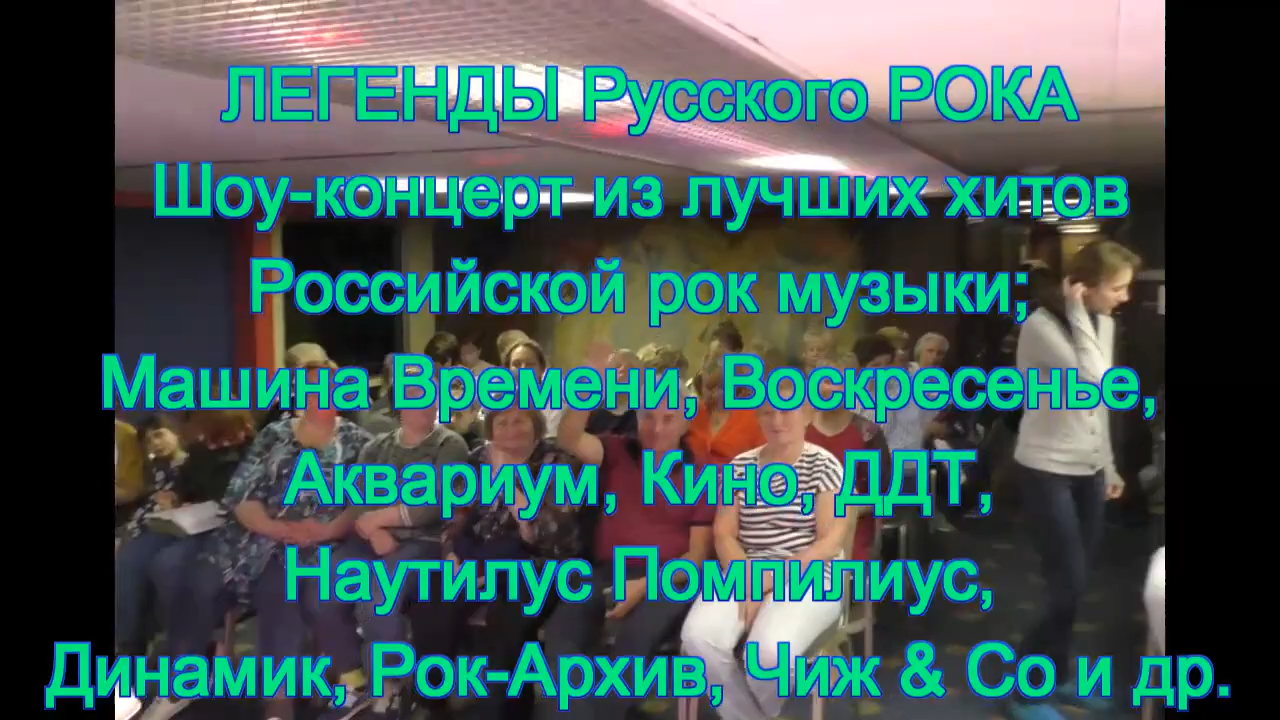 ЛЕГЕНДЫ Русского РОКА
Шоу-концерт из лучших хитов
Российской рок музыки;
Машина Времени, Воскресенье,
Аквариум, Кино, ДДТ,
Наутилус Помпилиус,
Динамик, Рок-Архив, Чиж & Со и др.